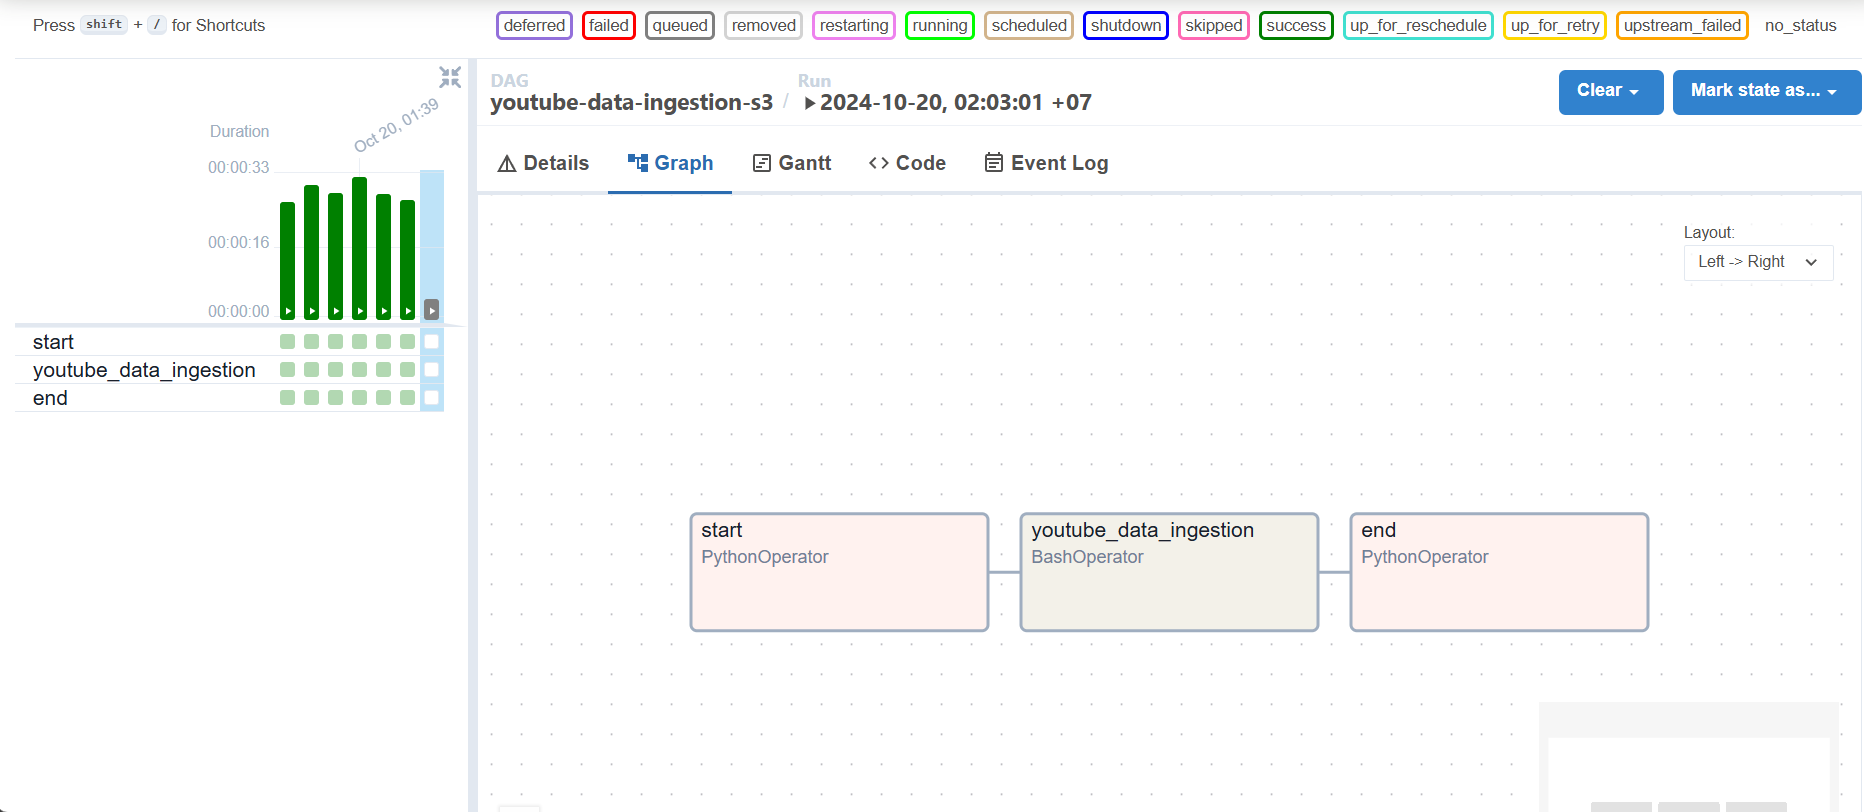 Press shift + / for Shortcuts
deferred failed queued removed restarting running scheduled shutdown skipped success up_for_reschedule up_for_retry upstream_failed no_status
Duration
Oct 20, 01:39
00:00:33
00:00:16
00:00:00
start
youtube_data_ingestion
end
DAG
youtube-data-ingestion-s3 /
Run
2024-10-20, 02:03:01 +07
Clear
Mark state as...
Details Graph Gantt Code Event Log
Layout:
Left -> Right
start
PythonOperator
youtube_data_ingestion
BashOperator
end
PythonOperator